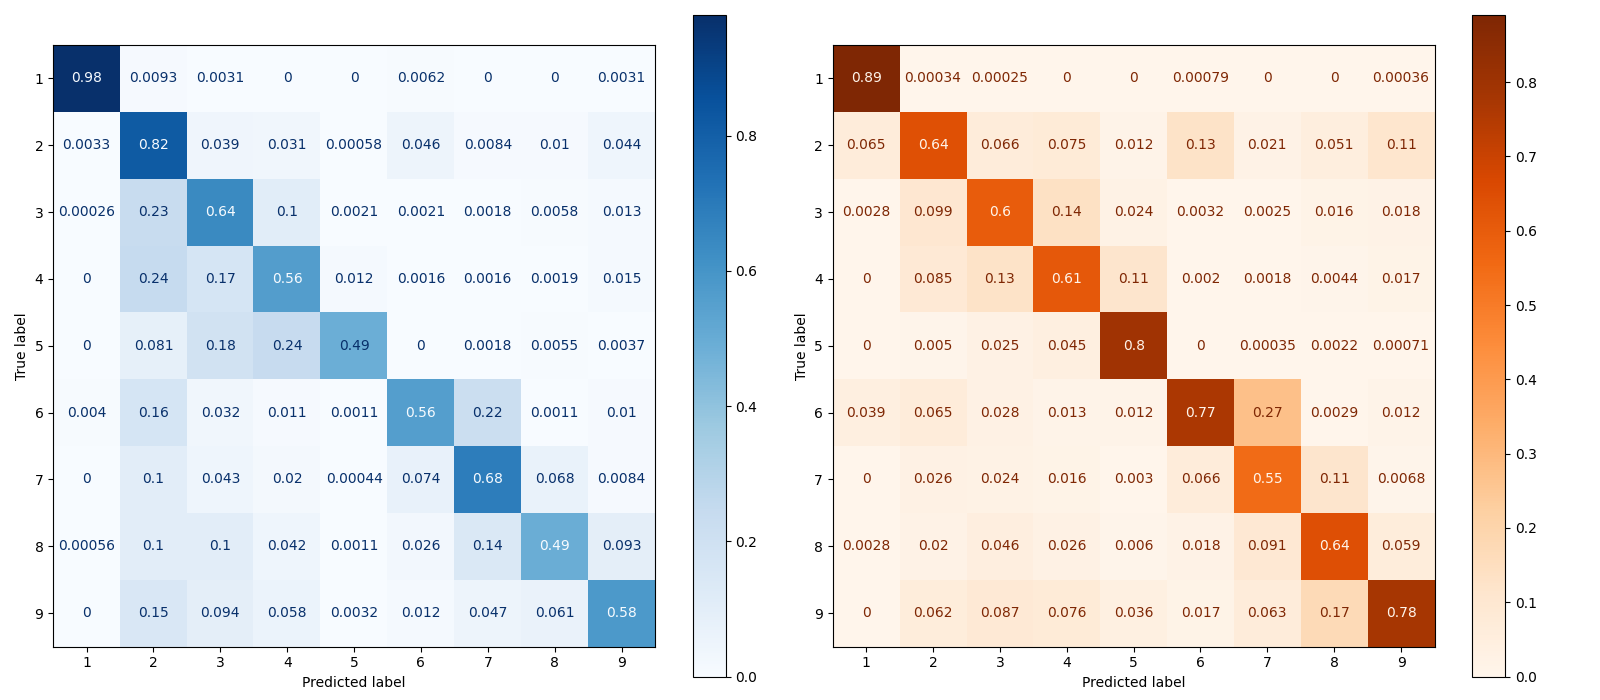 1 0.98 0.0093 0.0031 0 0 0.0062 0 0 0.0031
2 0.0033 0.82 0.039 0.031 0.00058 0.046 0.0084 0.01 0.044
3 0.00026 0.23 0.64 0.1 0.0021 0.0021 0.0018 0.0058 0.013
4 0 0.24 0.17 0.56 0.012 0.0016 0.0016 0.0019 0.015
5 0 0.081 0.18 0.24 0.49 0 0.0018 0.0055 0.0037
6 0.004 0.16 0.032 0.011 0.0011 0.56 0.22 0.0011 0.01
7 0 0.1 0.043 0.02 0.00044 0.074 0.68 0.068 0.0084
8 0.00056 0.1 0.1 0.042 0.0011 0.026 0.14 0.49 0.093
9 0 0.15 0.094 0.058 0.0032 0.012 0.047 0.061 0.58
1 2 3 4 5 6 7 8 9
Predicted label
True label
0.8
0.6
0.4
0.2
0.0
1 0.89 0.00034 0.00025 0 0 0.00079 0 0 0.00036
2 0.065 0.64 0.066 0.075 0.012 0.13 0.021 0.051 0.11
3 0.0028 0.099 0.6 0.14 0.024 0.0032 0.0025 0.016 0.018
4 0 0.085 0.13 0.61 0.11 0.002 0.0018 0.0044 0.017
5 0 0.005 0.025 0.045 0.8 0 0.00035 0.0022 0.00071
6 0.039 0.065 0.028 0.013 0.012 0.77 0.27 0.0029 0.012
7 0 0.026 0.024 0.016 0.003 0.066 0.55 0.11 0.0068
8 0.0028 0.02 0.046 0.026 0.006 0.018 0.091 0.64 0.059
9 0 0.062 0.087 0.076 0.036 0.017 0.063 0.17 0.78
1 2 3 4 5 6 7 8 9
Predicted label
True label
0.8
0.7
0.6
0.5
0.4
0.3
0.2
0.1
0.0